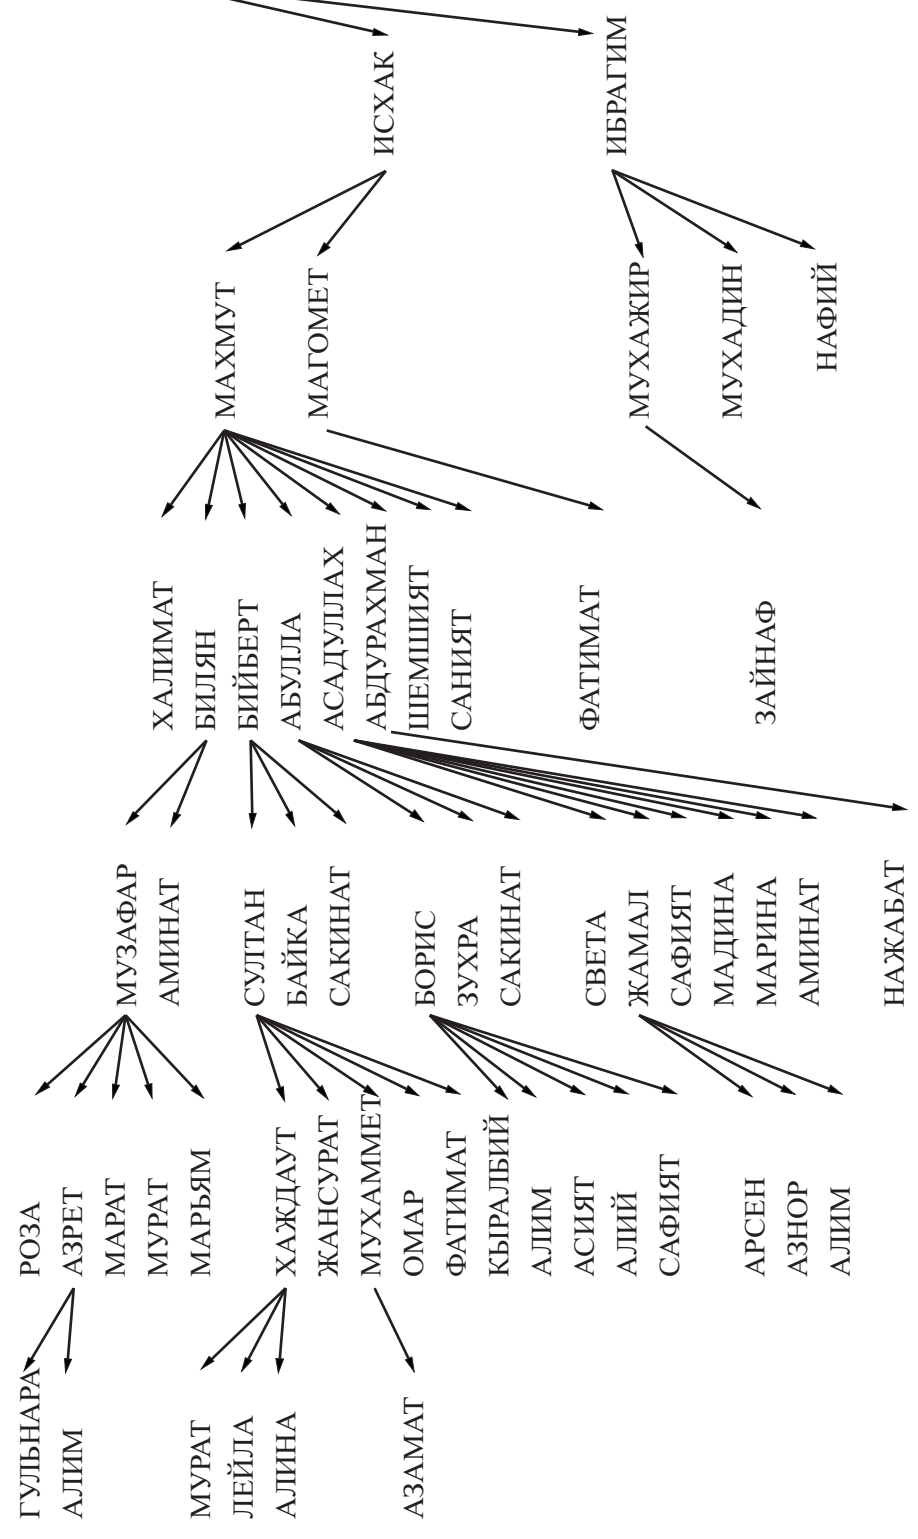 ИСХАК
ИБРАГИМ
МАХМУТ
МАГОМЕТ
МУХАЖИР
МУХАДИН
НАФИЙ
ХАЛИМАТ
БИЛЯН
БИЙБЕРТ
АБУЛЛА
АСАДУЛЛАХ
АБДУРАХМАН
ШЕМШИЯТ
САНИЯТ
ФАТИМАТ
ЗАЙНАФ
МУЗАФАР
АМИНАТ
СУЛТАН
БАЙКА
САКИНАТ
БОРИС
ЗУХРА
САКИНАТ
СВЕТА
ЖАМАЛ
САФИЯТ
МАДИНА
МАРИНА
АМИНАТ
НАЖАБАТ
РОЗА
АЗРЕТ
МАРАТ
МУРАТ
МАРЬЯМ
ХАЖДАУТ
ЖАНСУРАТ
МУХАММЕТ
ОМАР
ФАТИМАТ
КЫРАЛБИЙ
АЛИМ
АСИЯТ
АЛИЙ
САФИЯТ
АРСЕН
АЗНОР
АЛИМ
ГУЛЬНАРА
АЛИМ
МУРАТ
ЛЕЙЛА
АЛИНА
АЗАМАТ